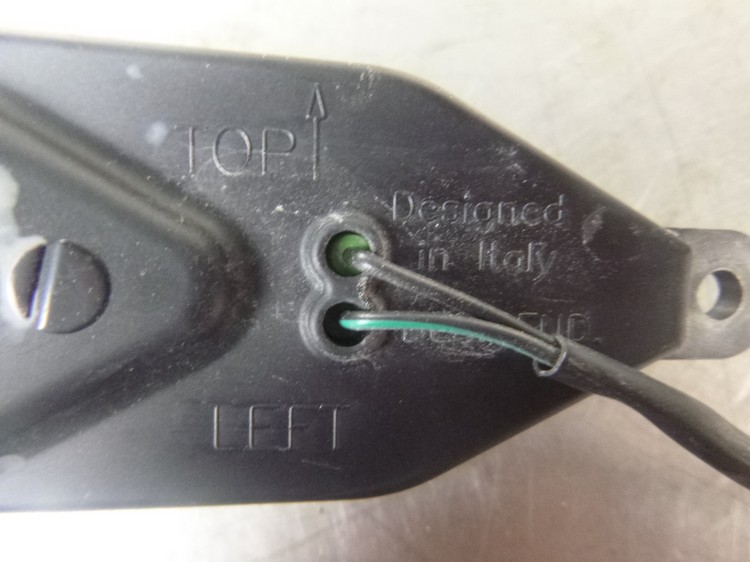 TOP
Designed
in Italy
LEFT